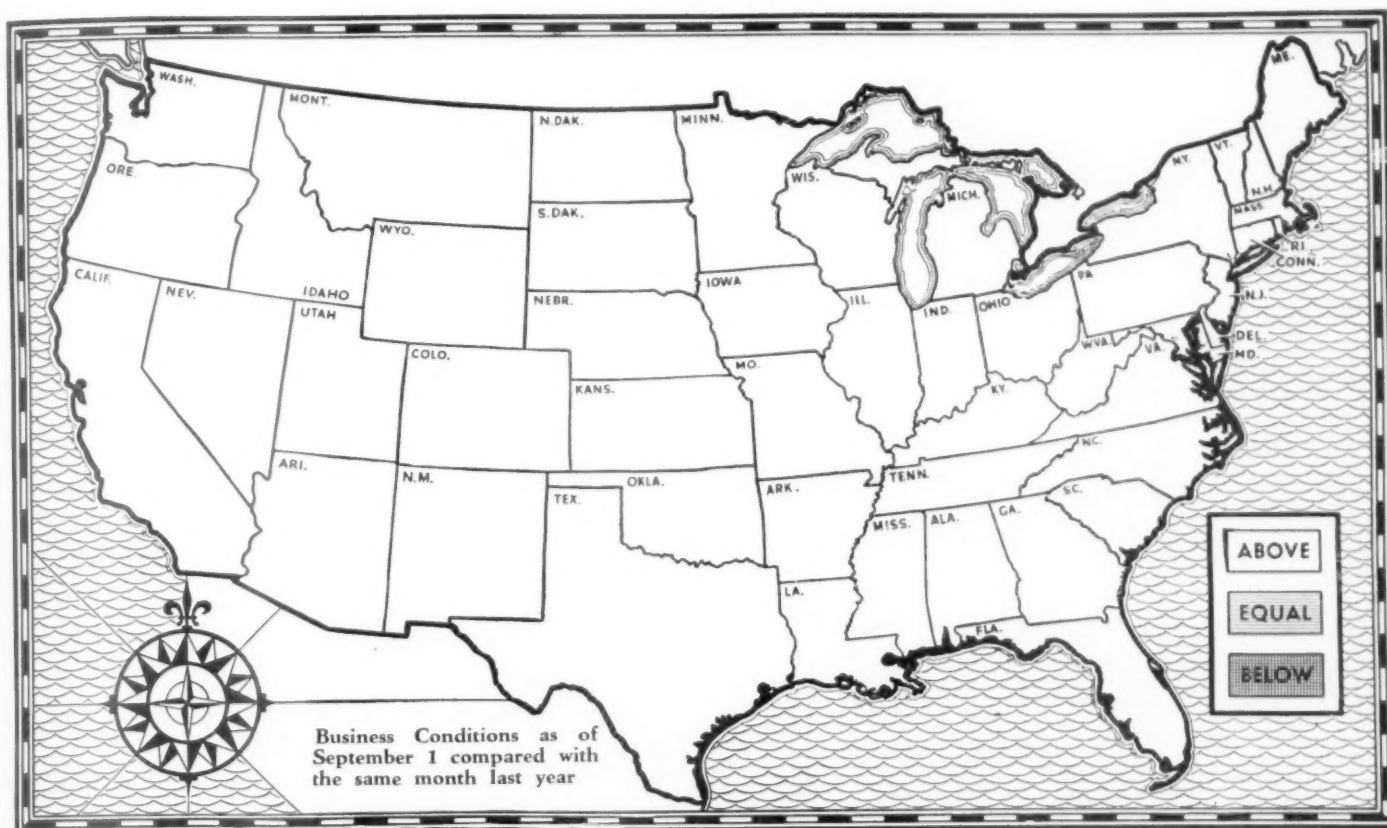 WASH.
MONT.
N.DAK.
MINN.
ME.
ORE.
WIS.
MICH.
N.Y.
VT.
N.H.
MASS.
S.DAK.
WYO.
R.I.
CONN.
CALIF.
NEV.
IDAHO
UTAH
NEBR.
IOWA
ILL.
IND.
OHIO
PA
N.J.
COLO.
MO.
W.VA.
VA.
DEL.
MD.
KANS.
KY.
ARI.
N.M.
TEX.
OKLA.
ARK.
TENN.
N.C.
S.C.
MISS.
ALA.
GA.
LA.
FLA.
ABOVE
EQUAL
BELOW
Business Conditions as of
September 1 compared with
the same month last year